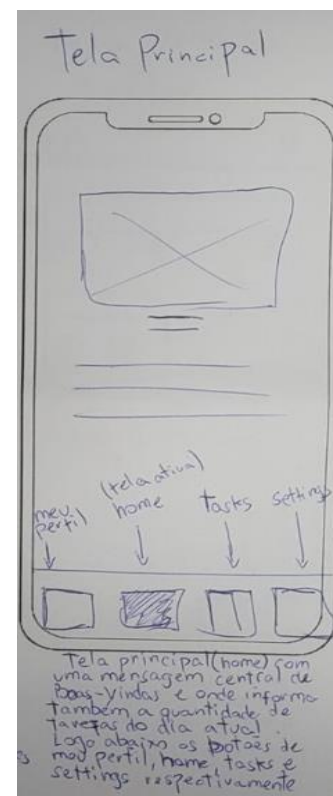 Tela Principal
meu perfil
(tela ativa) home
tasks
settings
Tela principal (home) com
uma mensagem central de
Boas-vindas e onde informa
também a quantidade de
tarefas do dia atual.
Logo abaixo os botões de
meu perfil, home, tasks e
settings respectivamente